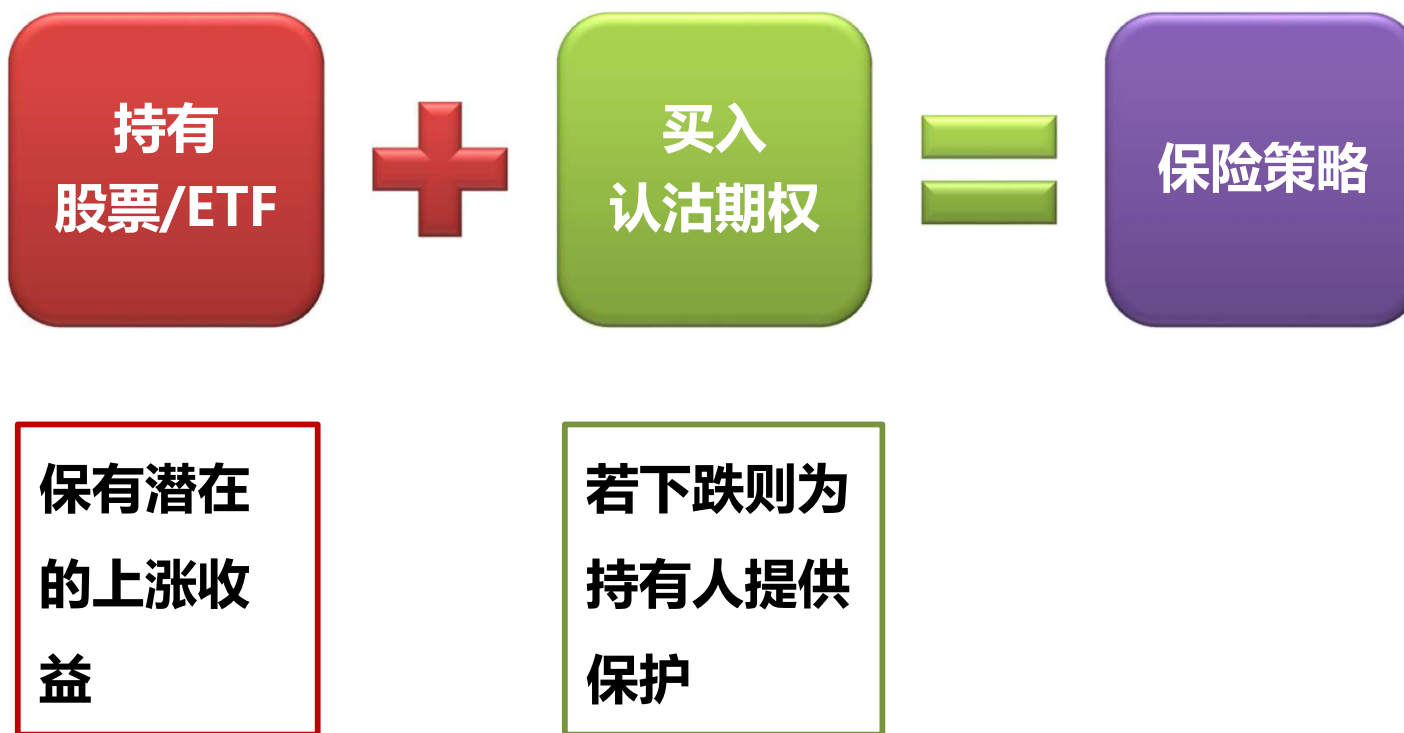 持有
股票/ETF
买入
认沽期权
保险策略
保有潜在
的上涨收
益
若下跌则为
持有人提供
保护